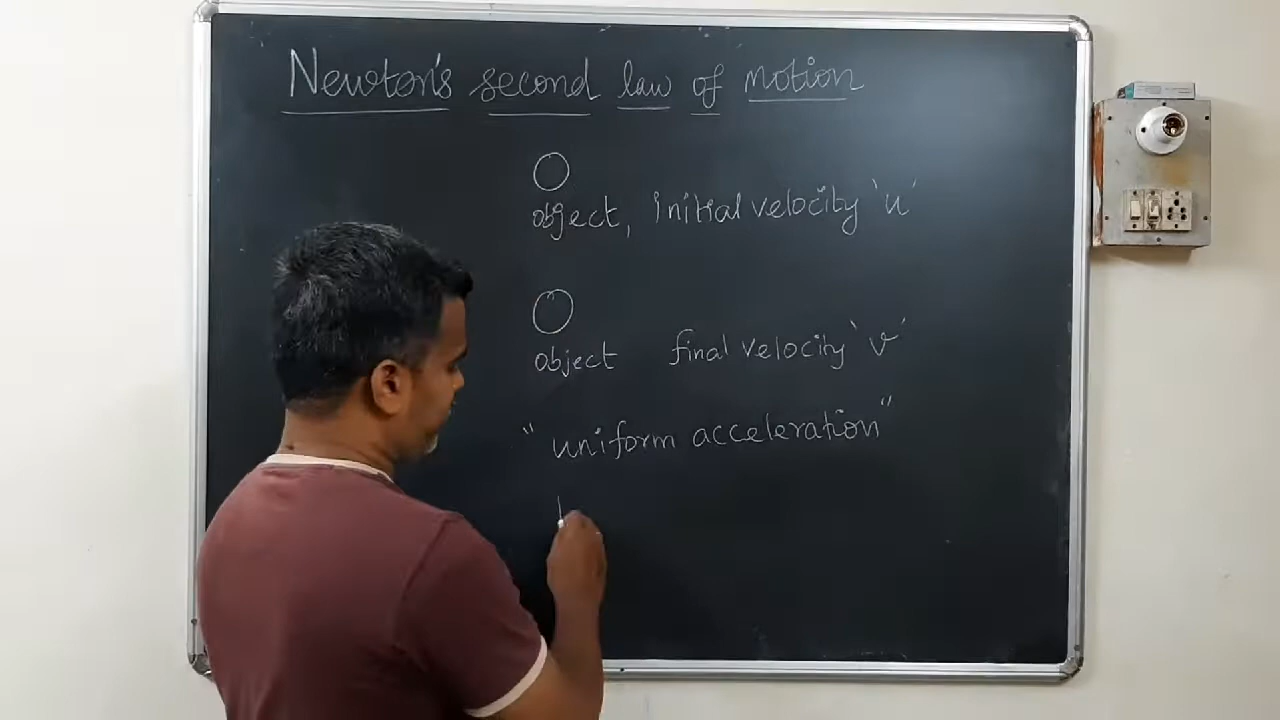 Newton's second law of motion
object, initial velocity 'u'
object final velocity 'v'
"uniform acceleration"